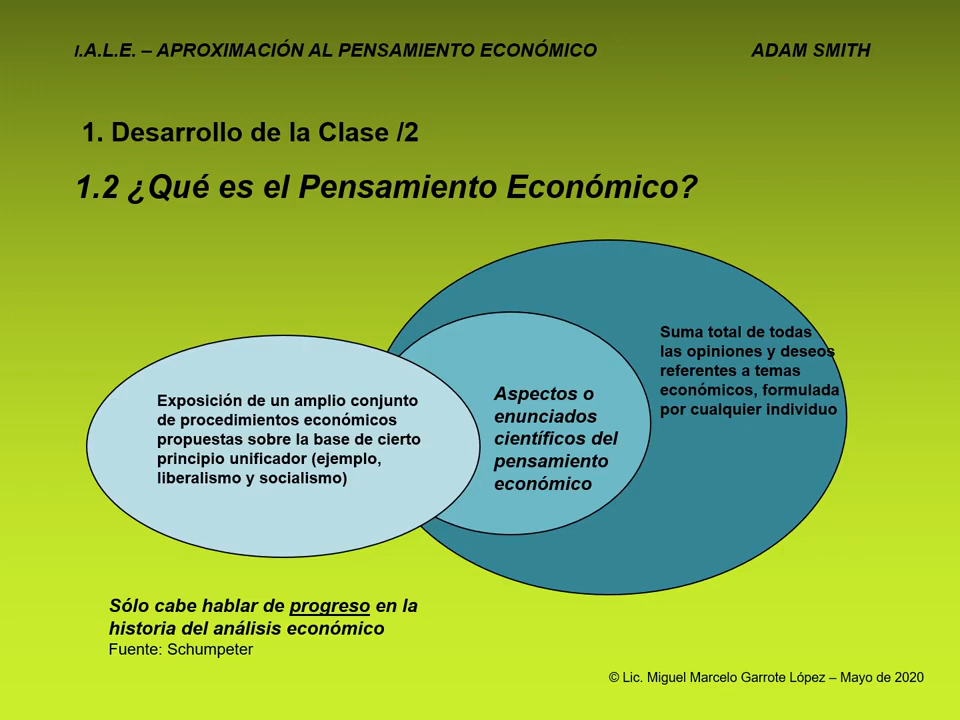 I.A.L.E. – APROXIMACIÓN AL PENSAMIENTO ECONÓMICO
ADAM SMITH
1. Desarrollo de la Clase /2
1.2 ¿Qué es el Pensamiento Económico?
Exposición de un amplio conjunto
de procedimientos económicos
propuestas sobre la base de cierto
principio unificador (ejemplo,
liberalismo y socialismo)
Aspectos o
enunciados
científicos del
pensamiento
económico
Suma total de todas
las opiniones y deseos
referentes a temas
económicos, formulada
por cualquier individuo
Sólo cabe hablar de progreso en la
historia del análisis económico
Fuente: Schumpeter
© Lic. Miguel Marcelo Garrote López – Mayo de 2020